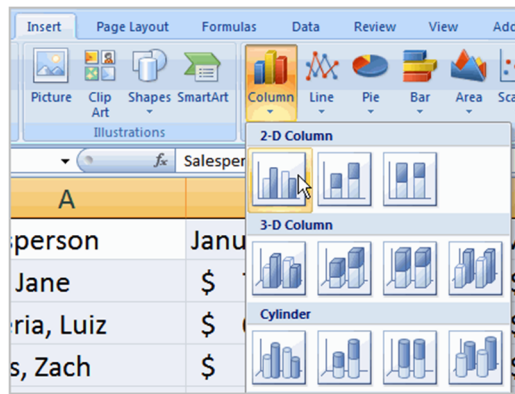 Insert Page Layout Formulas Data Review View
Picture Clip Art Shapes SmartArt Column Line Pie Bar Area
Illustrations
2-D Column
fx Salesper
A
3-D Column
sperson Janu
Jane $
Cylinder
ria, Luiz $
s, Zach $